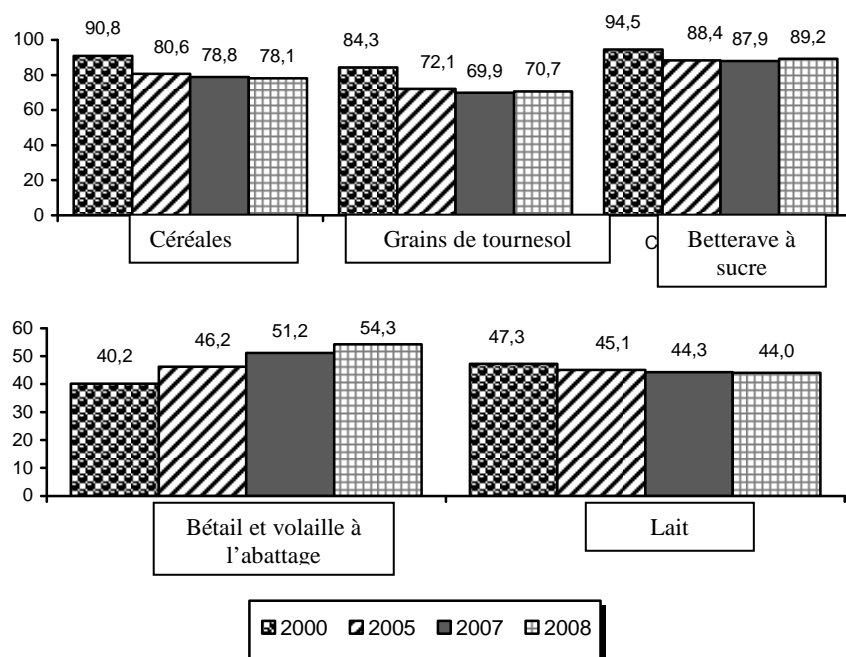 90,8 80,6 78,8 78,1 84,3 72,1 69,9 70,7 94,5 88,4 87,9 89,2
100
80
60
40
20
0
Céréales
Grains de tournesol
С
Betterave à
sucre
60
50
40
30
20
10
0
40,2 46,2 51,2 54,3 47,3 45,1 44,3 44,0
Bétail et volaille à
l’abattage
Lait
2000 2005 2007 2008